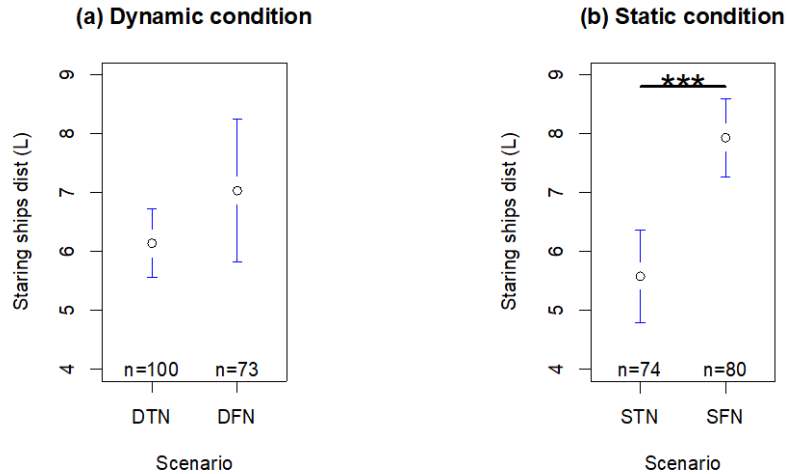 (a) Dynamic condition
Staring ships dist (L)
9
8
7
6
5
4
n=100 n=73
DTN DFN
Scenario
(b) Static condition
Staring ships dist (L)
9
8
7
6
5
4
***
n=74 n=80
STN SFN
Scenario